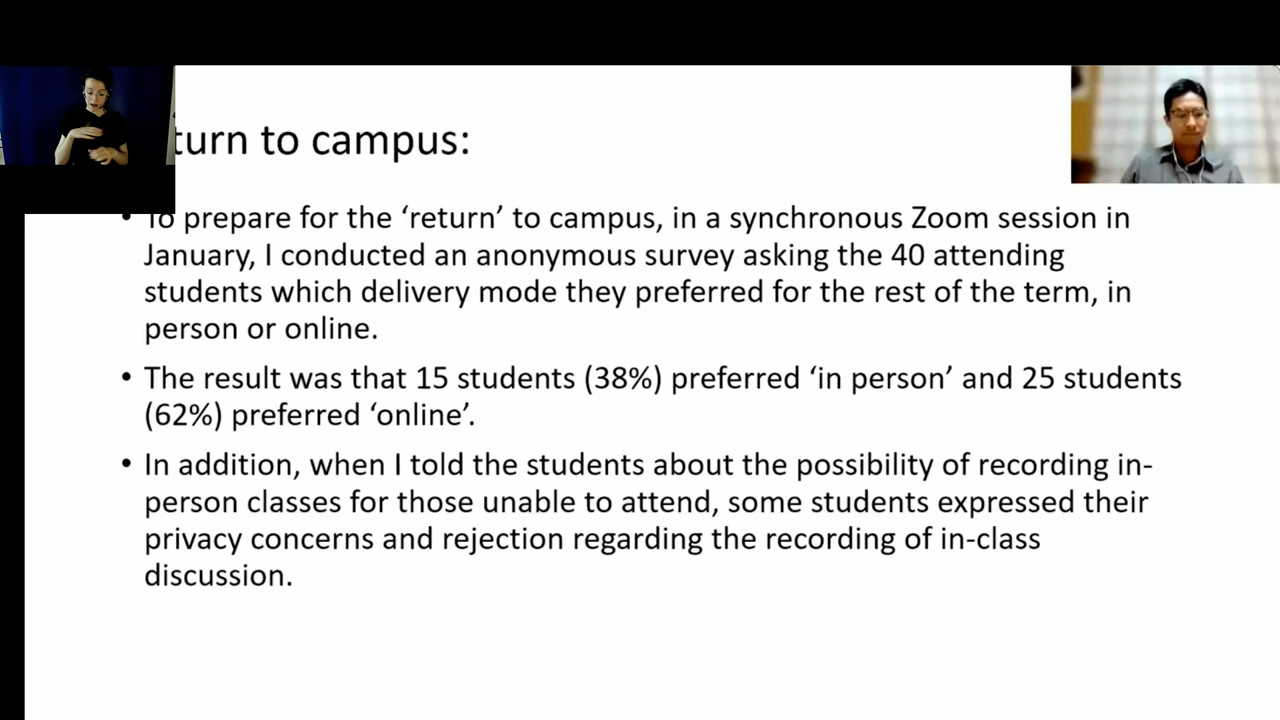 turn to campus:
• To prepare for the ‘return’ to campus, in a synchronous Zoom session in
January, I conducted an anonymous survey asking the 40 attending
students which delivery mode they preferred for the rest of the term, in
person or online.
• The result was that 15 students (38%) preferred ‘in person’ and 25 students
(62%) preferred ‘online’.
• In addition, when I told the students about the possibility of recording in-
person classes for those unable to attend, some students expressed their
privacy concerns and rejection regarding the recording of in-class
discussion.